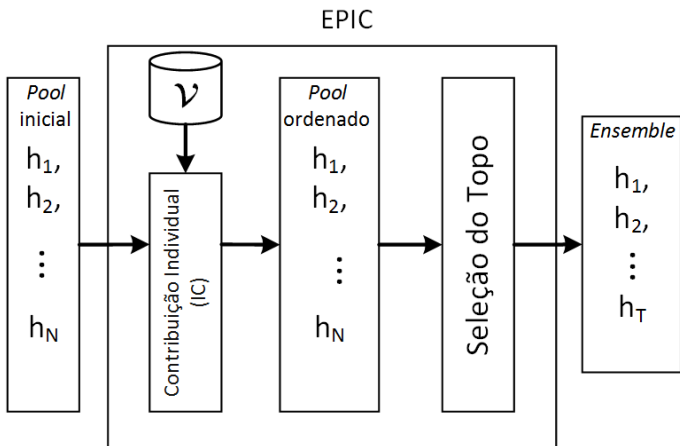 EPIC
Pool
inicial
h1,
h2,
...
hN
𝒱
Contribuição Individual
(IC)
Pool
ordenado
h1,
h2,
...
hN
Seleção do Topo
Ensemble
h1,
h2,
...
hT